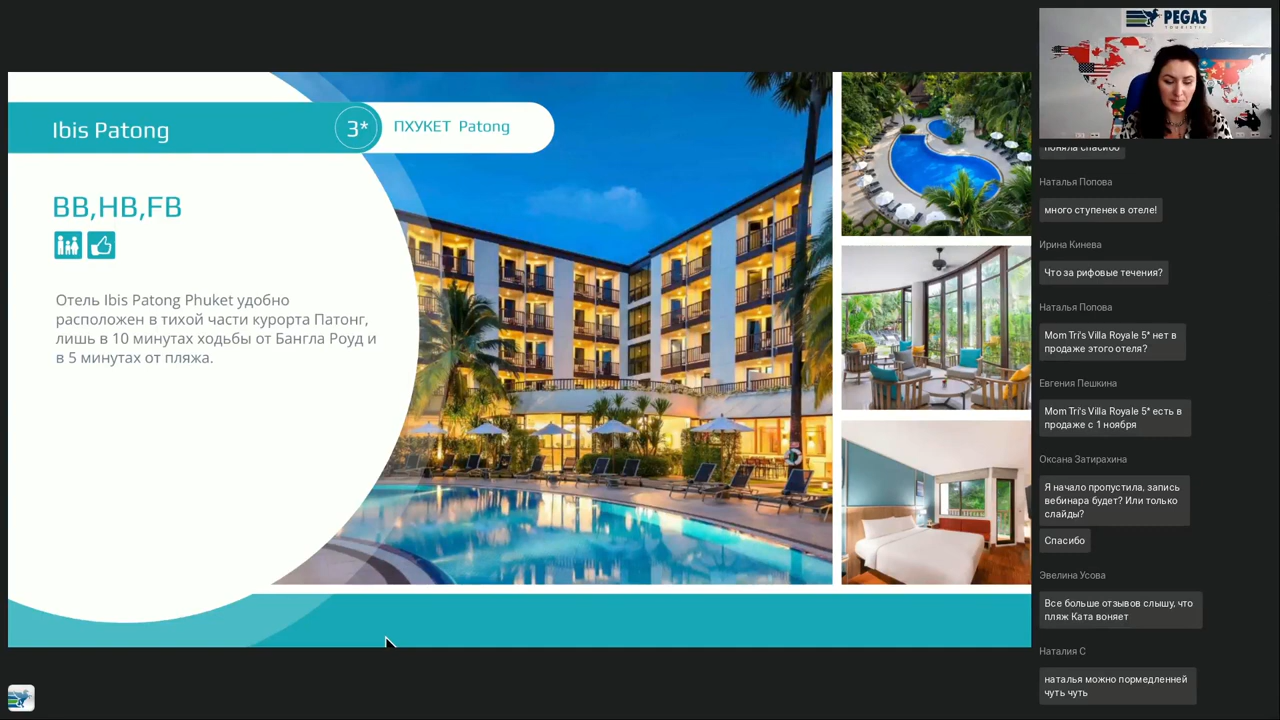 Ibis Patong
3*
ПХУКЕТ Patong
BB,HB,FB
Отель Ibis Patong Phuket удобно
расположен в тихой части курорта Патонг,
лишь в 10 минутах ходьбы от Бангла Роуд и
в 5 минутах от пляжа.
PEGAS
TOURISTIK
поняла спасибо
Наталья Попова
много ступенек в отеле!
Ирина Кинева
Что за рифовые течения?
Наталья Попова
Mom Tri's Villa Royale 5* нет в
продаже этого отеля?
Евгения Пешкина
Mom Tri's Villa Royale 5* есть в
продаже с 1 ноября
Оксана Затирахина
Я начало пропустила, запись
вебинара будет? Или только
слайды?
Спасибо
Эвелина Усова
Все больше отзывов слышу, что
пляж Ката воняет
Наталия С
наталья можно пормедленней
чуть чуть